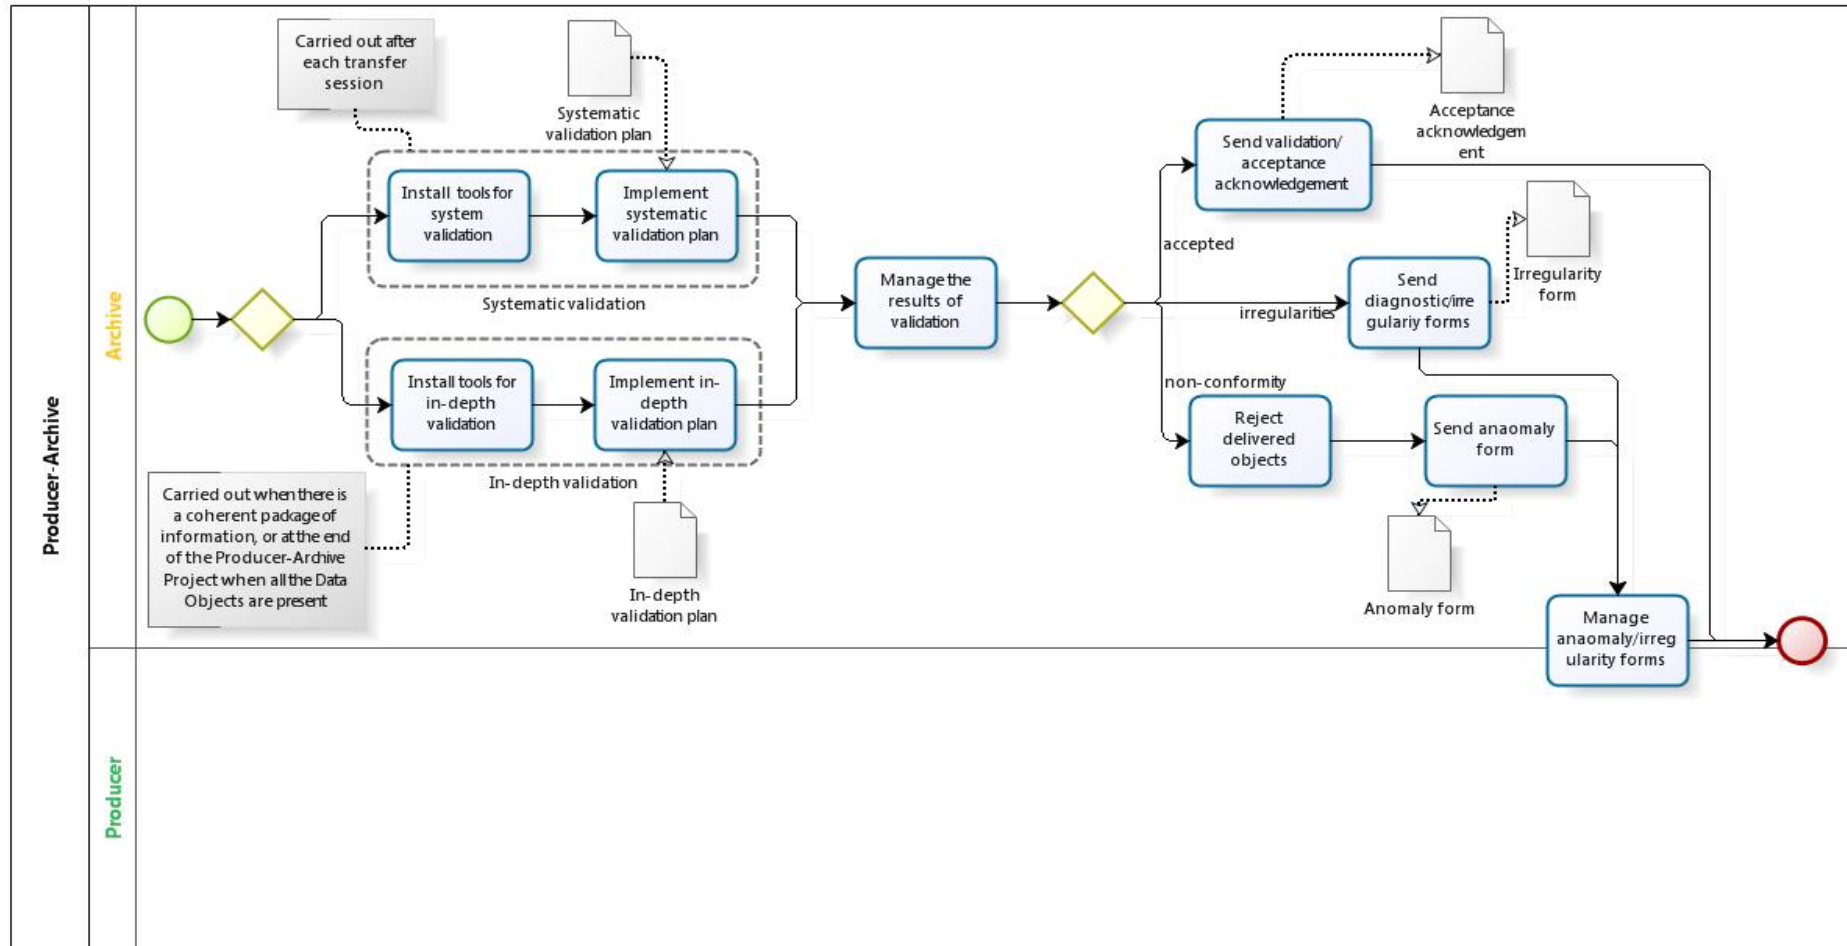 Producer-Archive
Archive
Producer
Carried out after
each transfer
session
Systematic
validation plan
Install tools for
system
validation
Implement
systematic
validation plan
Systematic validation
Install tools for
in-depth
validation
Implement in-
depth
validation plan
In-depth validation
Carried out when there is
a coherent package of
information, or at the end
of the Producer-Archive
Project when all the Data
Objects are present
In-depth
validation plan
Manage the
results of
validation
accepted
irregularities
non-conformity
Send validation/
acceptance
acknowledgement
Acceptance
acknowledgem
ent
Send
diagnostic/irre
gulariy forms
Irregularity
form
Reject
delivered
objects
Send anaomaly
form
Anomaly form
Manage
anaomaly/irreg
ularity forms